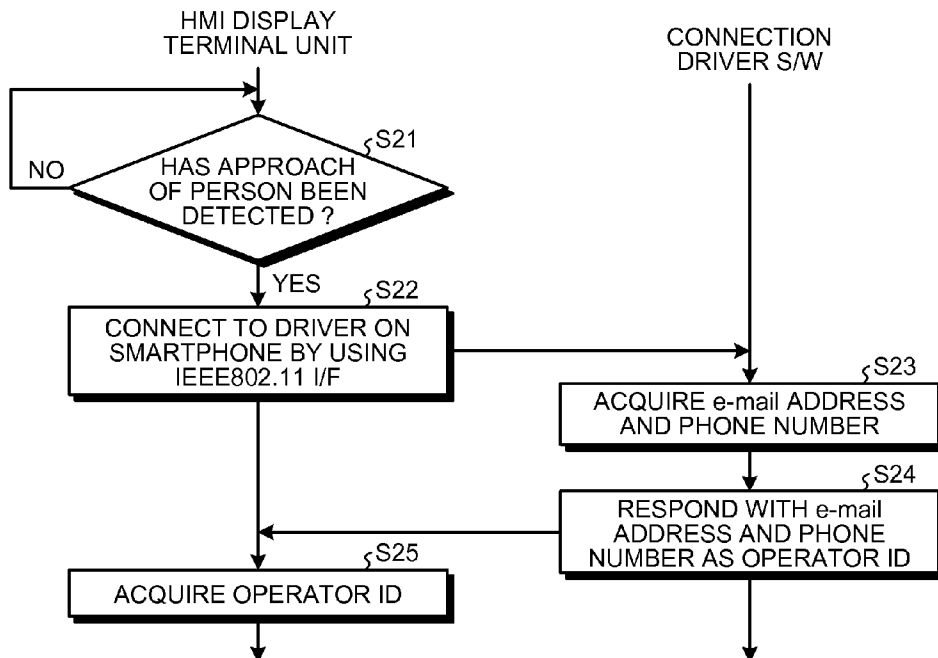 HMI DISPLAY
TERMINAL UNIT
CONNECTION
DRIVER S/W
S21
HAS APPROACH
OF PERSON BEEN
DETECTED ?
NO
YES
S22
CONNECT TO DRIVER ON
SMARTPHONE BY USING
IEEE802.11 I/F
S23
ACQUIRE e-mail ADDRESS
AND PHONE NUMBER
S24
RESPOND WITH e-mail
ADDRESS AND PHONE
NUMBER AS OPERATOR ID
S25
ACQUIRE OPERATOR ID